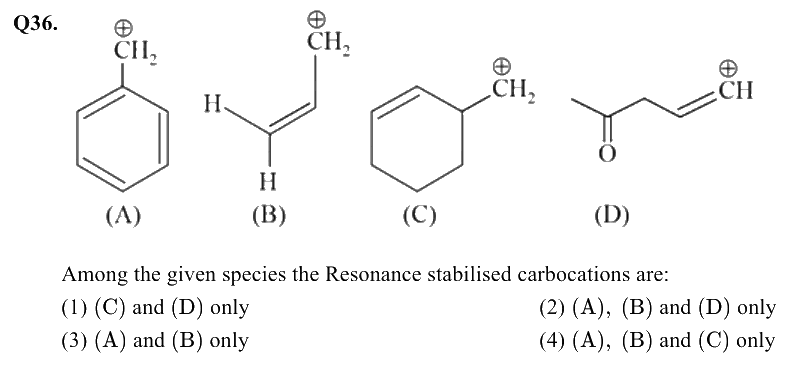 Q36.
⊕ ⊕ ⊕ ⊕
CH₂ CH₂ CH₂ CH
H
H O
(A) (B) (C) (D)
Among the given species the Resonance stabilised carbocations are:
(1) (C) and (D) only (2) (A), (B) and (D) only
(3) (A) and (B) only (4) (A), (B) and (C) only